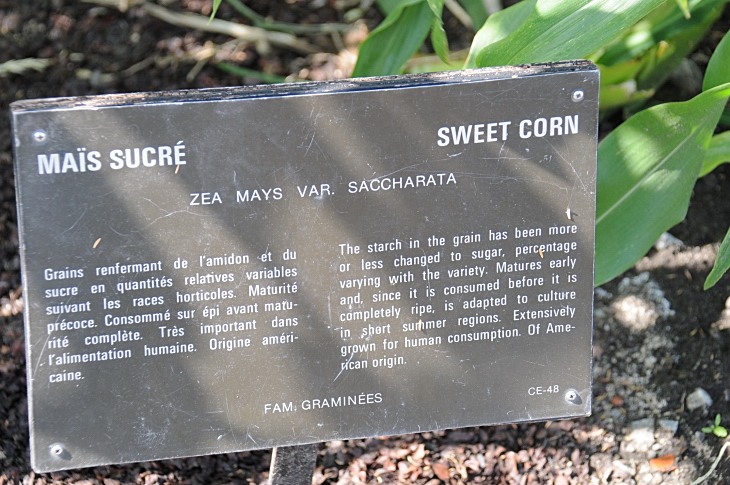 MAÏS SUCRÉ
SWEET CORN
ZEA MAYS VAR. SACCHARATA
Grains renfermant de l'amidon et du
sucre en quantités relatives variables
suivant les races horticoles. Maturité
précoce. Consommé sur épi avant matu-
rité complète. Très important dans
l'alimentation humaine. Origine améri-
caine.
The starch in the grain has been more
or less changed to sugar, percentage
varying with the variety. Matures early
and, since it is consumed before it is
completely ripe, is adapted to culture
in short summer regions. Extensively
grown for human consumption. Of Ame-
rican origin.
FAM. GRAMINÉES
CE-48